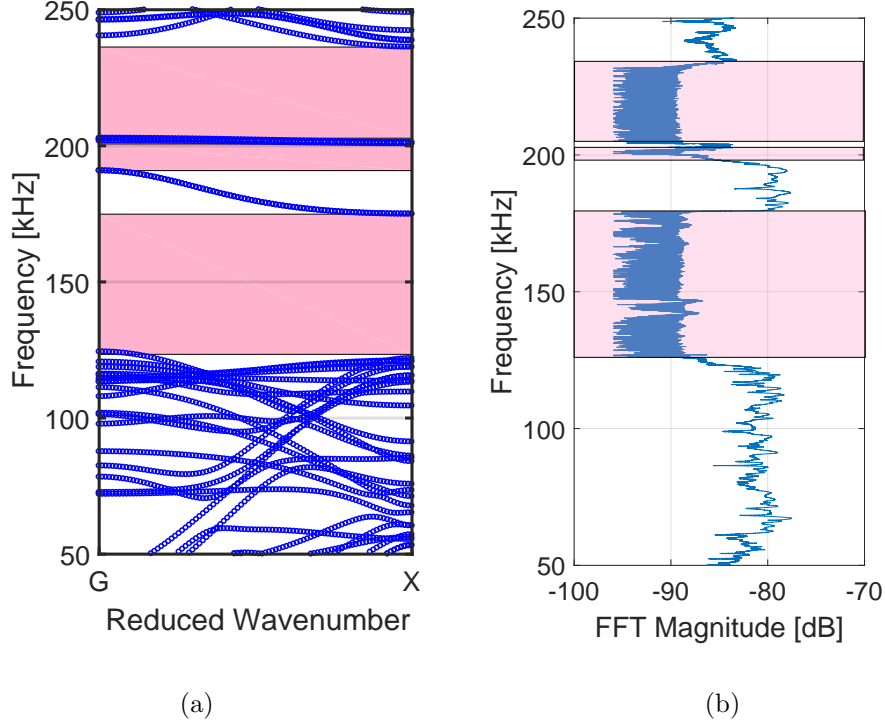 250
200
150
100
50
Frequency [kHz]
G
X
Reduced Wavenumber
(a)
250
200
150
100
50
Frequency [kHz]
-100
-90
-80
-70
FFT Magnitude [dB]
(b)